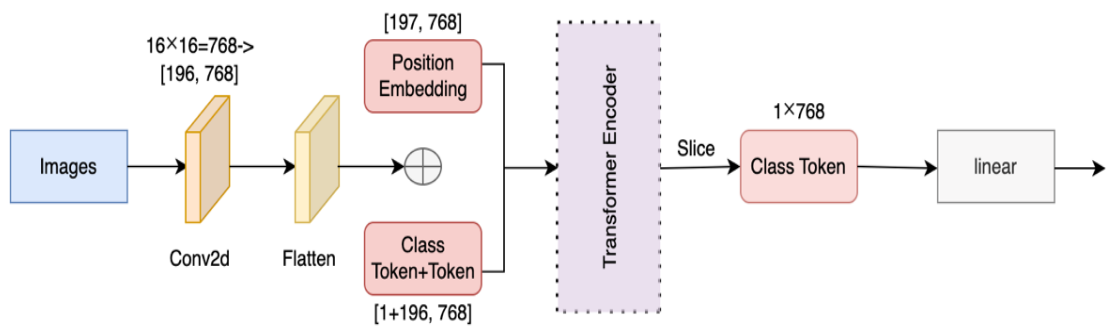 16×16=768->
[196, 768]
[197, 768]
Position
Embedding
Images
Conv2d
Flatten
Class
Token+Token
[1+196, 768]
Transformer Encoder
Slice
1×768
Class Token
linear